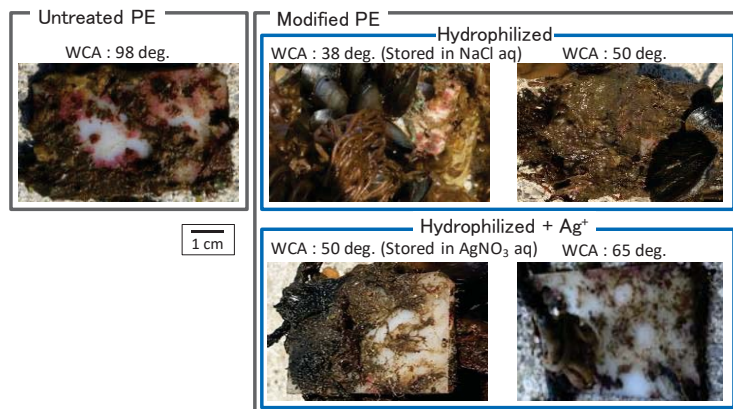 Untreated PE
WCA : 98 deg.
1 cm
Modified PE
Hydrophilized
WCA : 38 deg. (Stored in NaCl aq)
WCA : 50 deg.
Hydrophilized + Ag⁺
WCA : 50 deg. (Stored in AgNO₃ aq)
WCA : 65 deg.